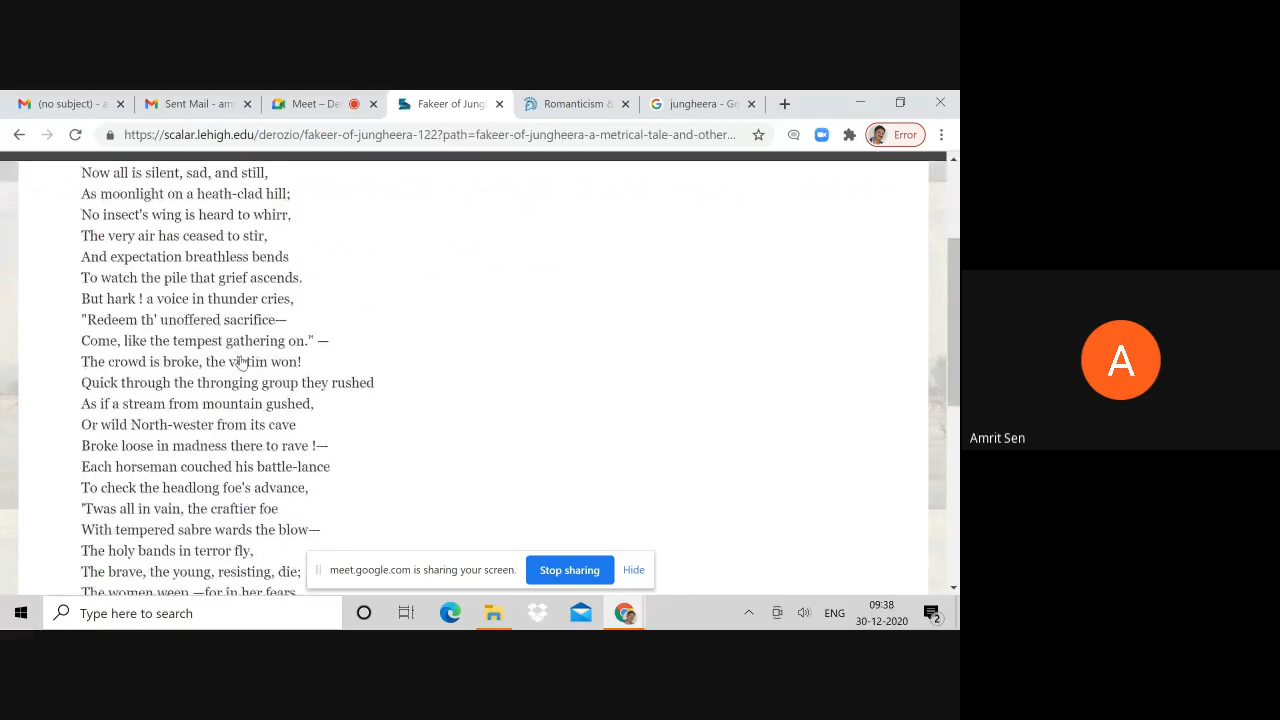 (no subject) - a
Sent Mail - am
Meet – De
Fakeer of Jung
Romanticism &
jungheera - Go
https://scalar.lehigh.edu/derozio/fakeer-of-jungheera-122?path=fakeer-of-jungheera-a-metrical-tale-and-other...
Error
Now all is silent, sad, and still,
As moonlight on a heath-clad hill;
No insect's wing is heard to whirr,
The very air has ceased to stir,
And expectation breathless bends
To watch the pile that grief ascends.
But hark ! a voice in thunder cries,
"Redeem th' unoffered sacrifice—
Come, like the tempest gathering on." —
The crowd is broke, the victim won!
Quick through the thronging group they rushed
As if a stream from mountain gushed,
Or wild North-wester from its cave
Broke loose in madness there to rave !—
Each horseman couched his battle-lance
To check the headlong foe's advance,
'Twas all in vain, the craftier foe
With tempered sabre wards the blow—
The holy bands in terror fly,
The brave, the young, resisting, die;
The women weep —for in her fears
meet.google.com is sharing your screen.
Stop sharing
Hide
Type here to search
ENG
09:38
30-12-2020
2
A
Amrit Sen